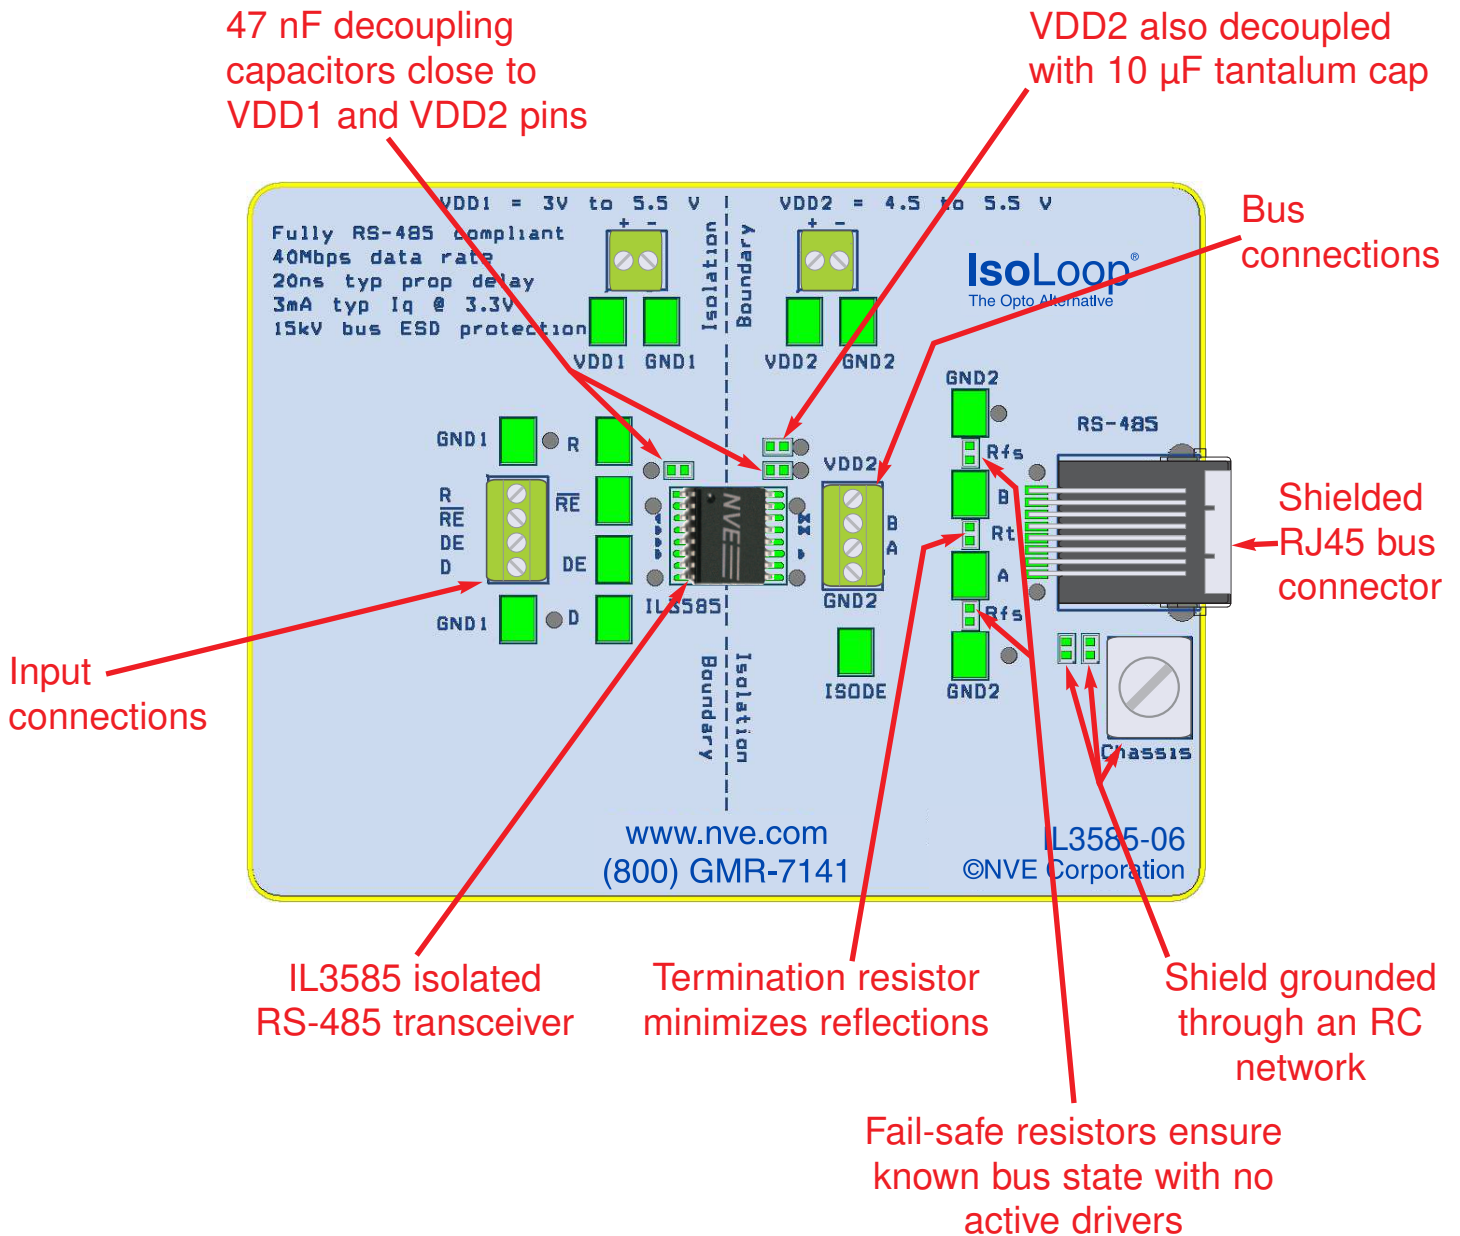 47 nF decoupling
capacitors close to
VDD1 and VDD2 pins
VDD2 also decoupled
with 10 µF tantalum cap
Bus
connections
VDD1 = 3V to 5.5 V
VDD2 = 4.5 to 5.5 V
Fully RS-485 compliant
40Mbps data rate
20ns typ prop delay
3mA typ Iq @ 3.3V
15kV bus ESD protection
+ -
+ -
Isolation
Boundary
IsoLoop®
The Opto Alternative
VDD1 GND1
VDD2 GND2
GND2
RS-485
GND1
R
Rfs
VDD2
R
R̅E̅
DE
D
R̅E̅
B
B
A
Rt
DE
A
GND1
D
IL3585
NVE
GND2
Rfs
ISODE
GND2
Isolation
Boundary
Chassis
Shielded
RJ45 bus
connector
Input
connections
www.nve.com
(800) GMR-7141
IL3585-06
©NVE Corporation
IL3585 isolated
RS-485 transceiver
Termination resistor
minimizes reflections
Shield grounded
through an RC
network
Fail-safe resistors ensure
known bus state with no
active drivers